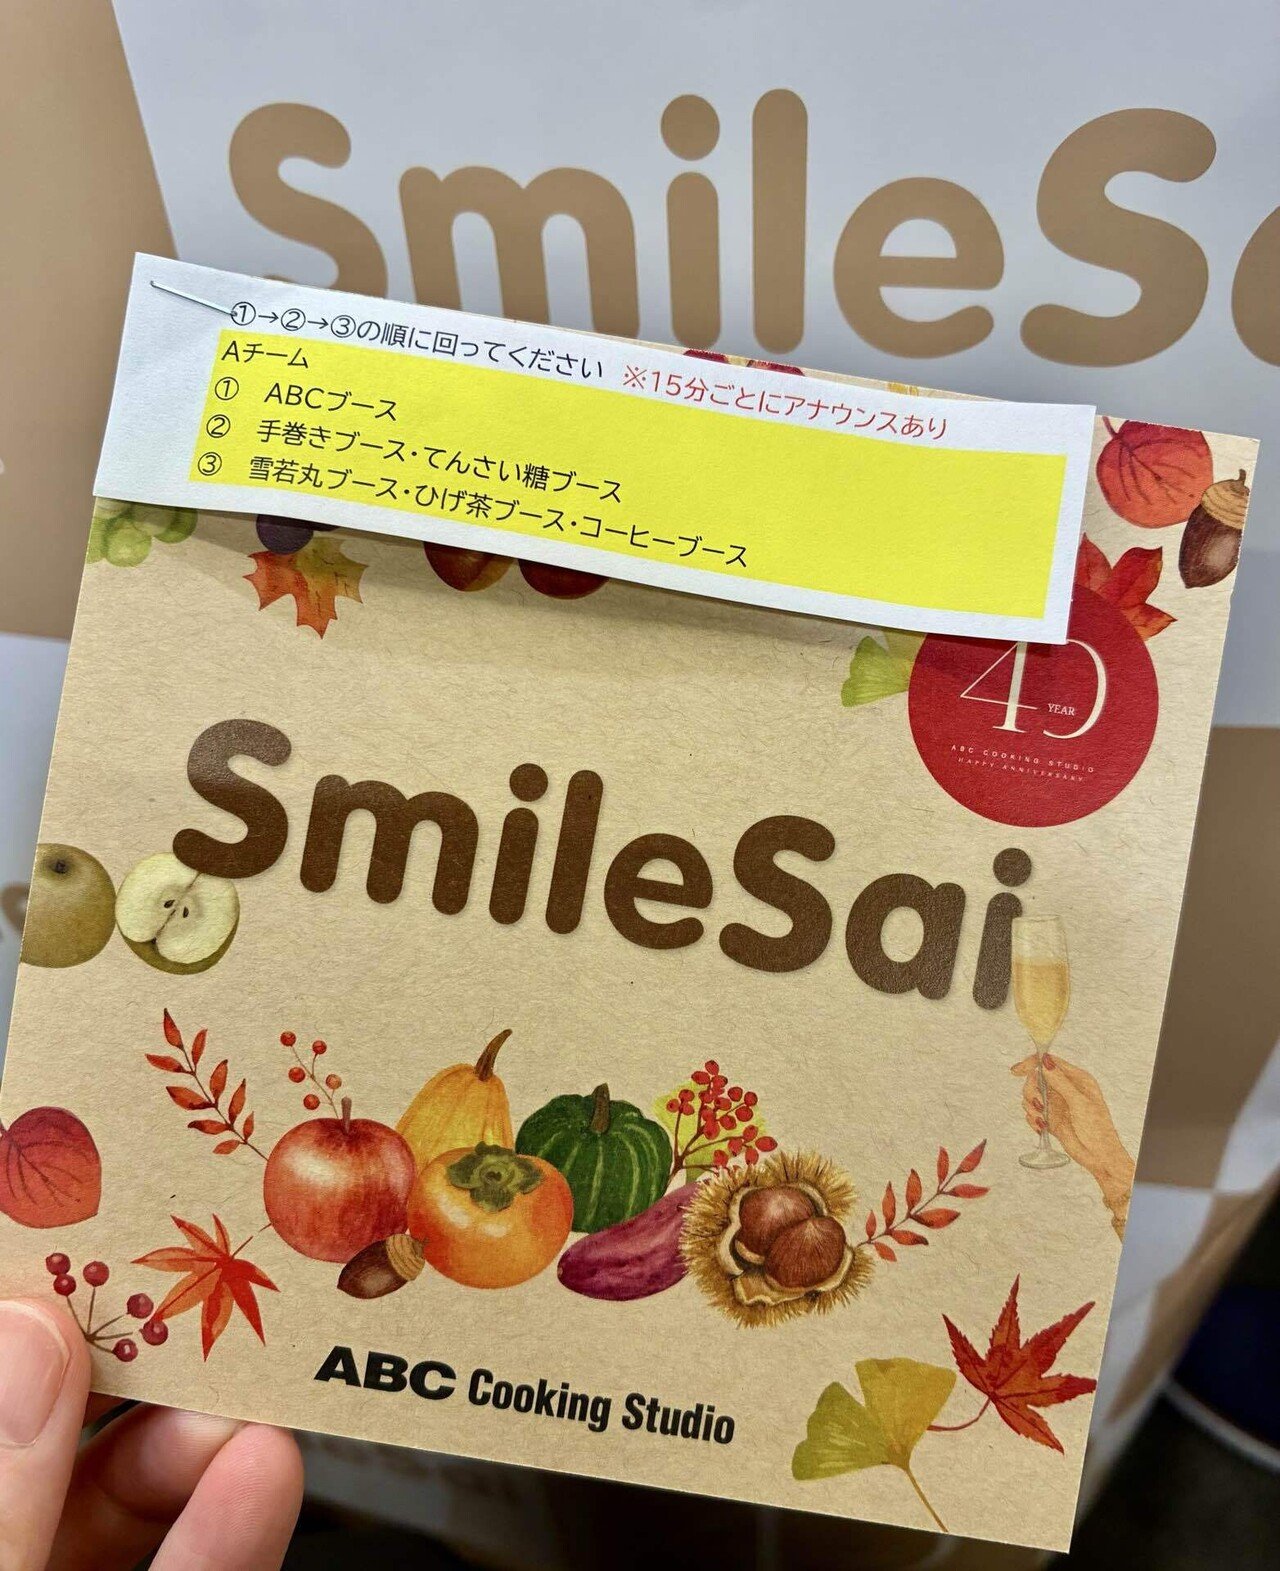 SmileS
①→②→③の順に回ってください ※15分ごとにアナウンスあり
Aチーム
① ABCブース
② 手巻きブース・てんさい糖ブース
③ 雪若丸ブース・ひげ茶ブース・コーヒーブース
40
YEAR
ABC COOKING STUDIO
HAPPY ANNIVERSARY
SmileSai
ABC Cooking Studio